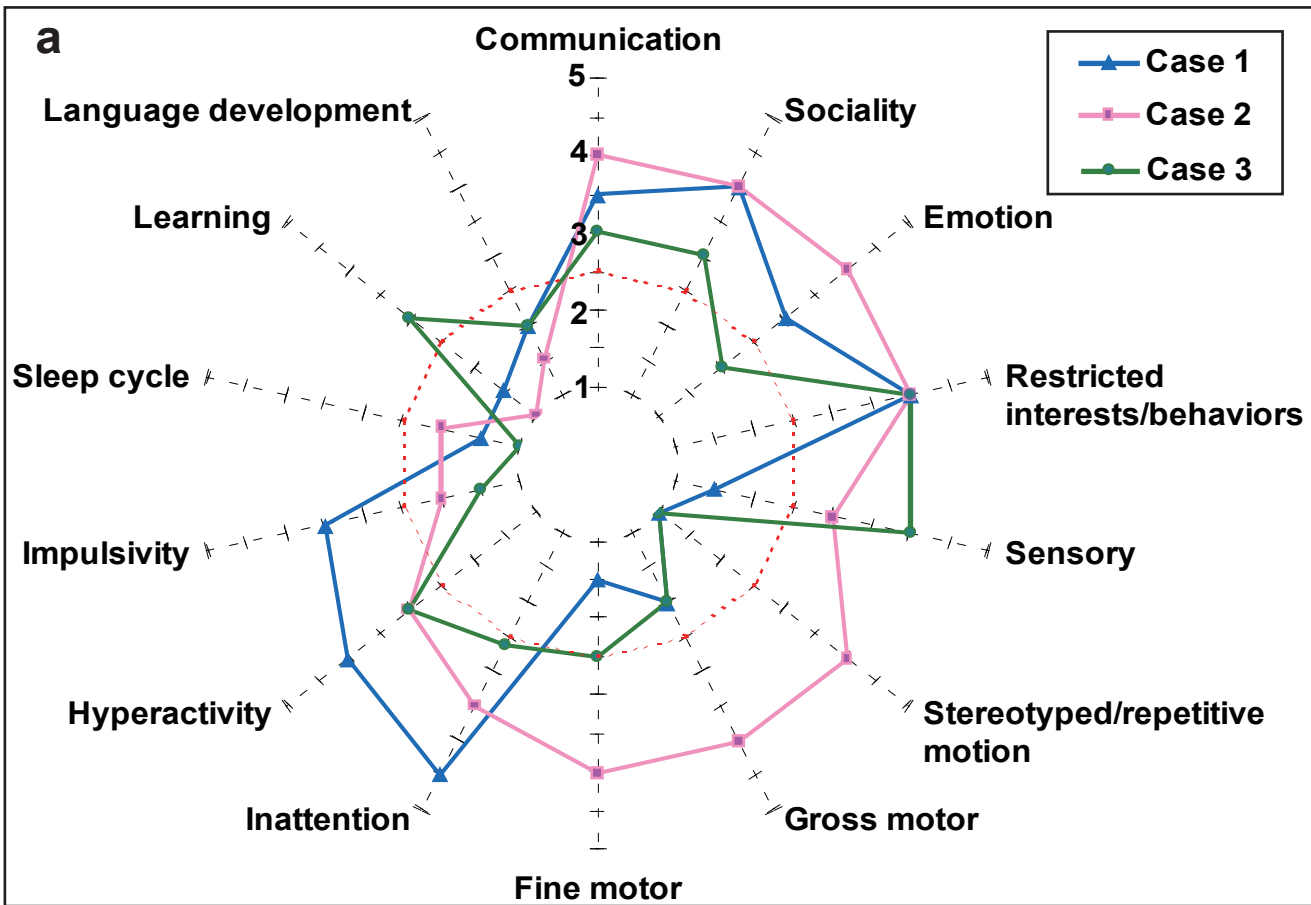 a
Communication
Case 1
Case 2
Case 3
5
4
3
2
1
Language development
Sociality
Learning
Emotion
Sleep cycle
Restricted
interests/behaviors
Impulsivity
Sensory
Hyperactivity
Stereotyped/repetitive
motion
Inattention
Gross motor
Fine motor